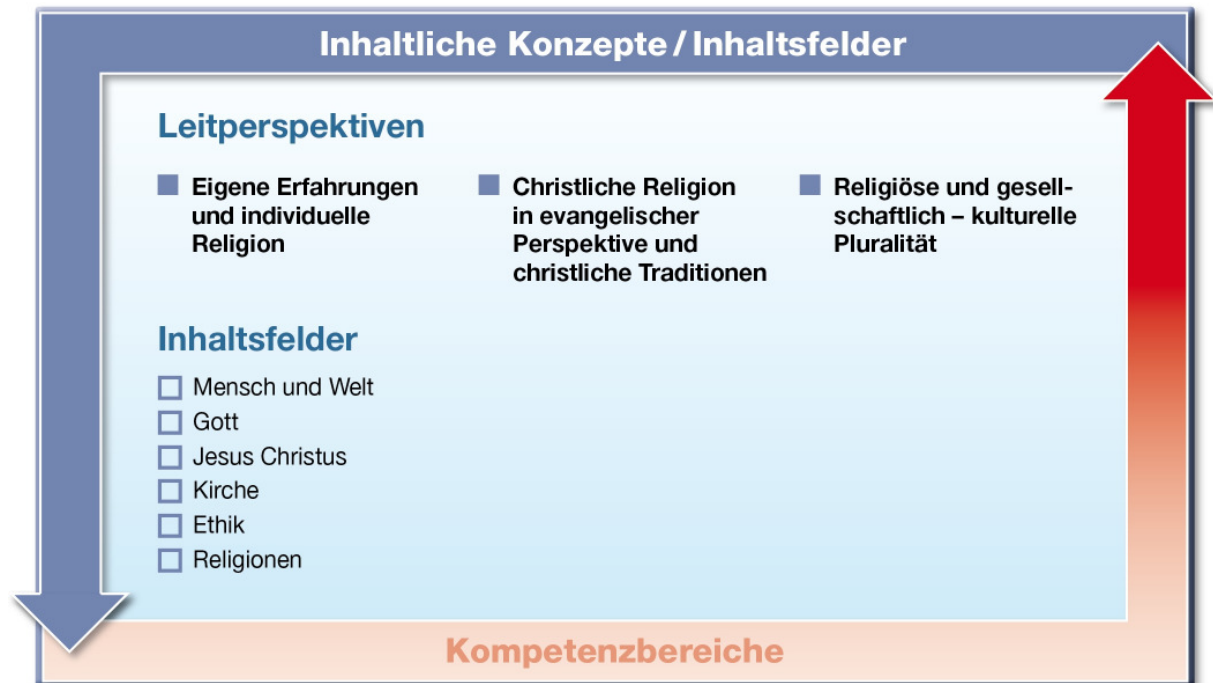 Inhaltliche Konzepte / Inhaltsfelder
Leitperspektiven
Eigene Erfahrungen
und individuelle
Religion
Christliche Religion
in evangelischer
Perspektive und
christliche Traditionen
Religiöse und gesell-
schaftlich – kulturelle
Pluralität
Inhaltsfelder
Mensch und Welt
Gott
Jesus Christus
Kirche
Ethik
Religionen
Kompetenzbereiche